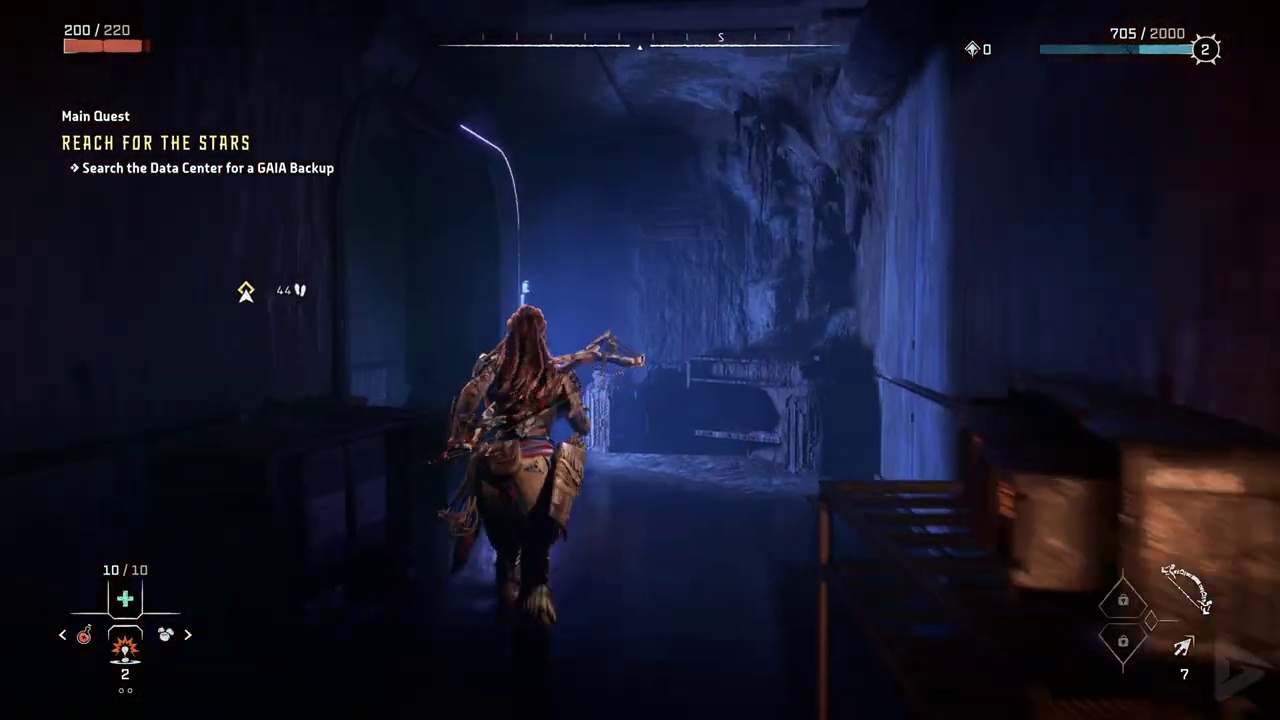 200 / 220
S
0
705 / 2000
2
Main Quest
REACH FOR THE STARS
Search the Data Center for a GAIA Backup
44
10 / 10
2
7